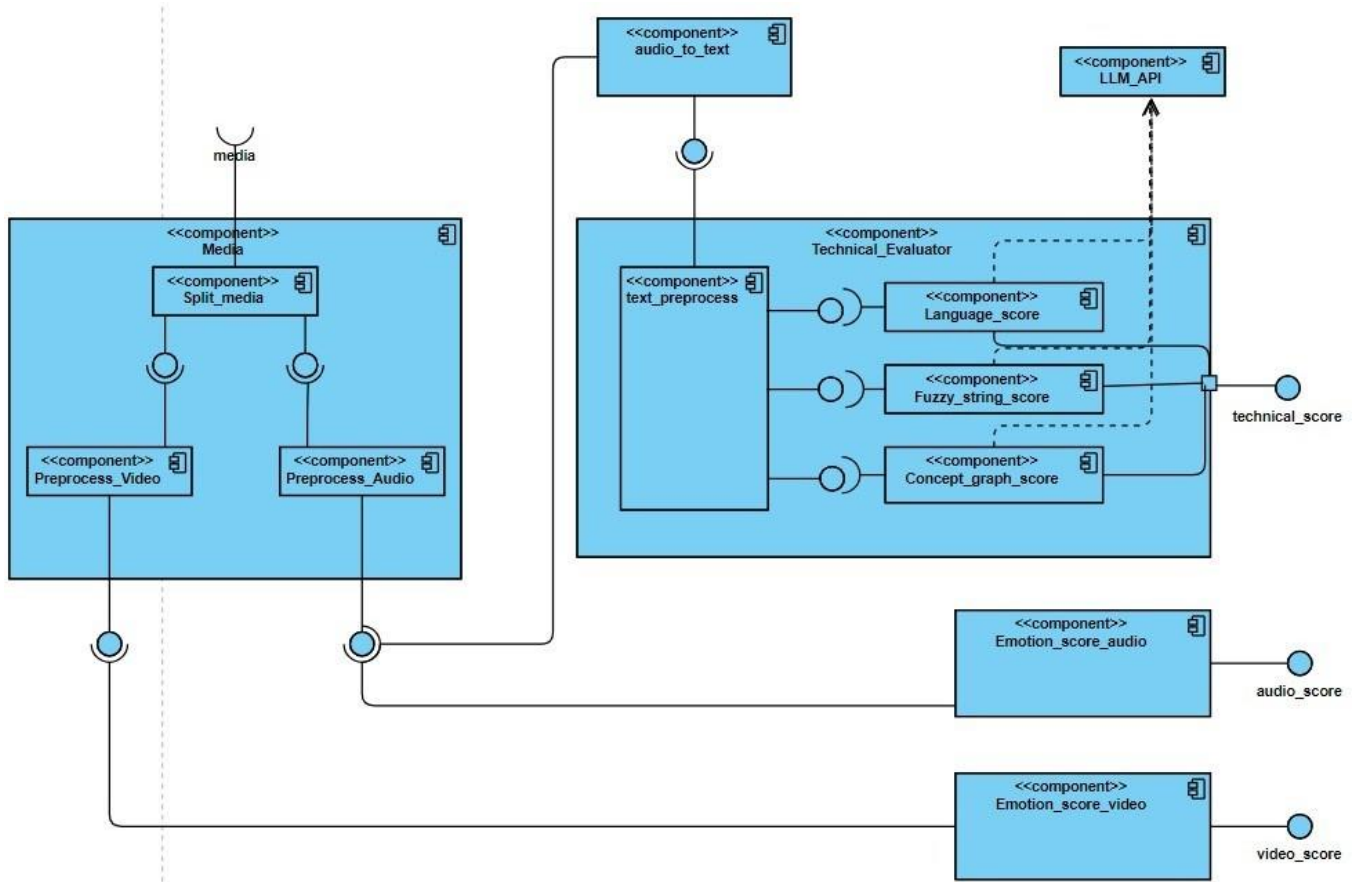 <<component>>
audio_to_text
<<component>>
LLM_API
media
<<component>>
Media
<<component>>
Split_media
<<component>>
Preprocess_Video
<<component>>
Preprocess_Audio
<<component>>
Technical_Evaluator
<<component>>
text_preprocess
<<component>>
Language_score
<<component>>
Fuzzy_string_score
<<component>>
Concept_graph_score
technical_score
<<component>>
Emotion_score_audio
audio_score
<<component>>
Emotion_score_video
video_score